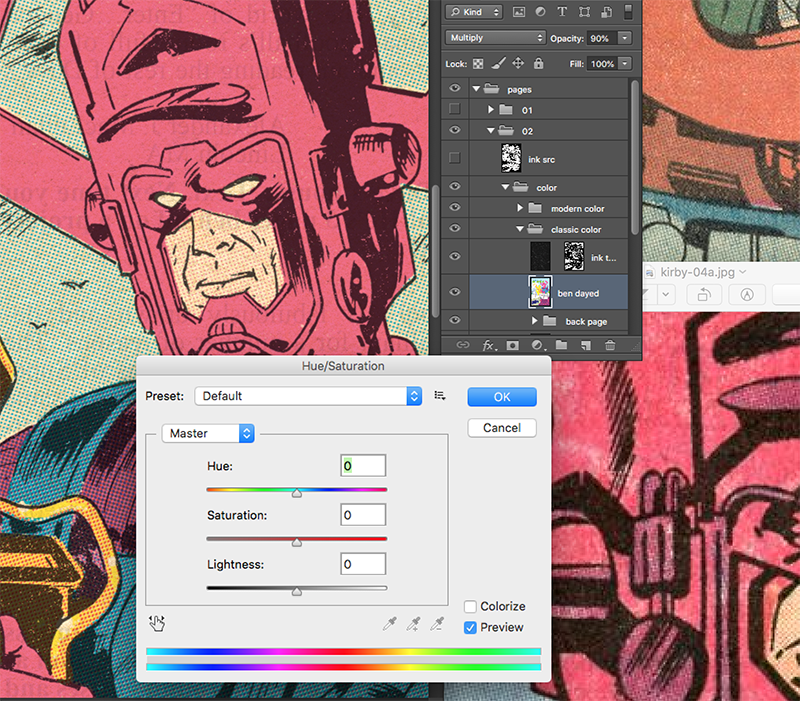 Kind
Multiply
Opacity: 90%
Lock:
Fill: 100%
pages
01
02
ink src
color
modern color
classic color
ink t...
ben dayed
back page
fx
kirby-04a.jpg
Hue/Saturation
Preset: Default
OK
Cancel
Master
Hue: 0
Saturation: 0
Lightness: 0
Colorize
Preview